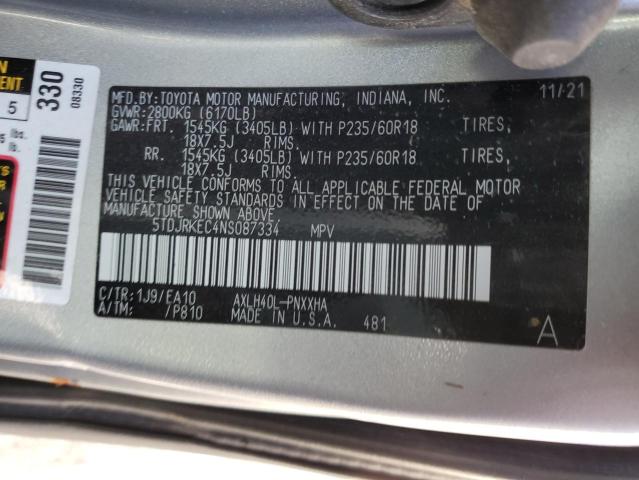 MFD.BY:TOYOTA MOTOR MANUFACTURING, INDIANA, INC. 11/21
GVWR:2800KG (6170LB)
GAWR:FRT. 1545KG (3405LB) WITH P235/60R18 TIRES,
18X7.5J RIMS.
RR. 1545KG (3405LB) WITH P235/60R18 TIRES,
18X7.5J RIMS.
THIS VEHICLE CONFORMS TO ALL APPLICABLE FEDERAL MOTOR
VEHICLE SAFETY STANDARDS IN EFFECT ON THE DATE OF
MANUFACTURE SHOWN ABOVE.
5TDJRKEC4NS087334 MPV
C/TR:1J9/EA10 AXLH40L-PNXXHA
A/TM: /P810 MADE IN U.S.A. 481 A
330
08330
5
lbs.